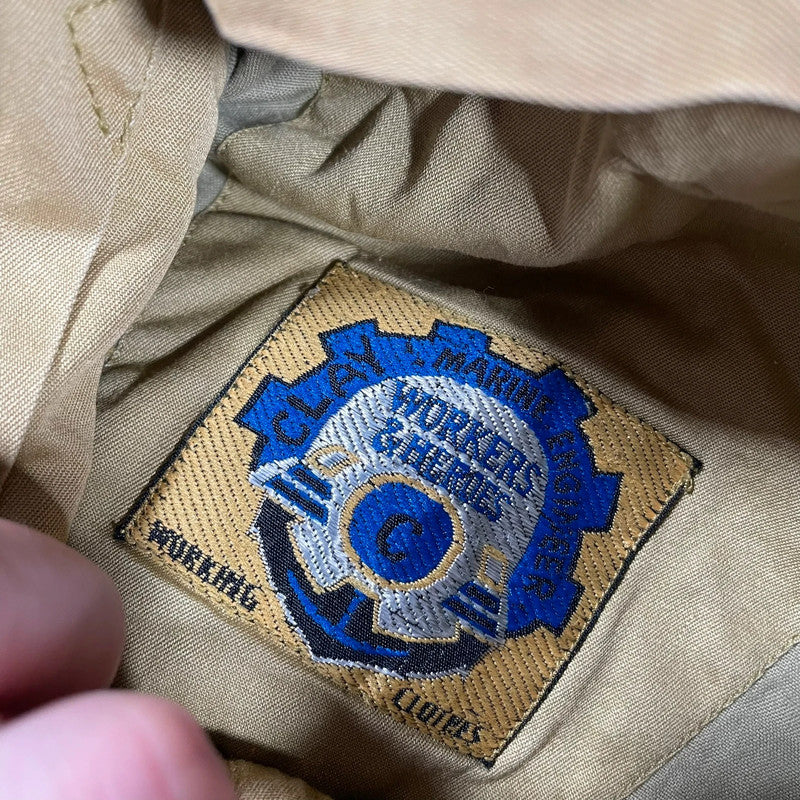 CLAY · MARINE ENGINEER
WORKERS
& HEROES
C
WORKING
CLOTHES